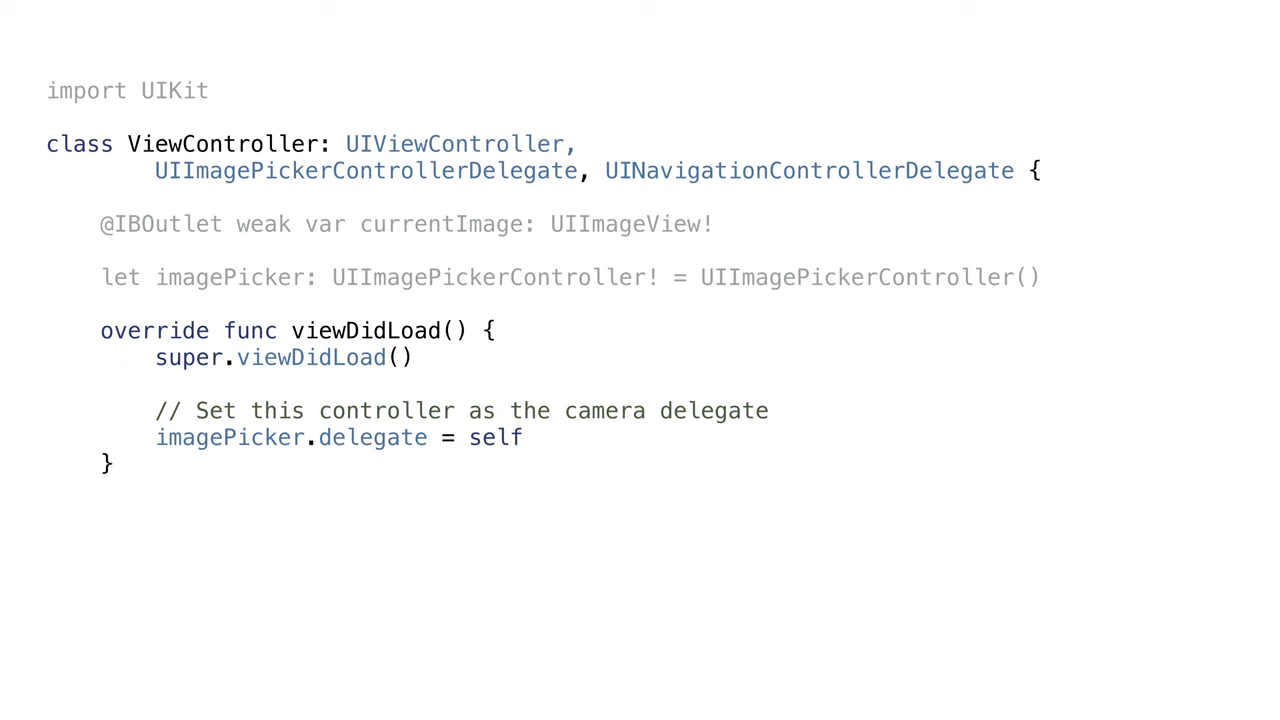 import UIKit
class ViewController: UIViewController,
UIImagePickerControllerDelegate, UINavigationControllerDelegate {
@IBOutlet weak var currentImage: UIImageView!
let imagePicker: UIImagePickerController! = UIImagePickerController()
override func viewDidLoad() {
super.viewDidLoad()
// Set this controller as the camera delegate
imagePicker.delegate = self
}